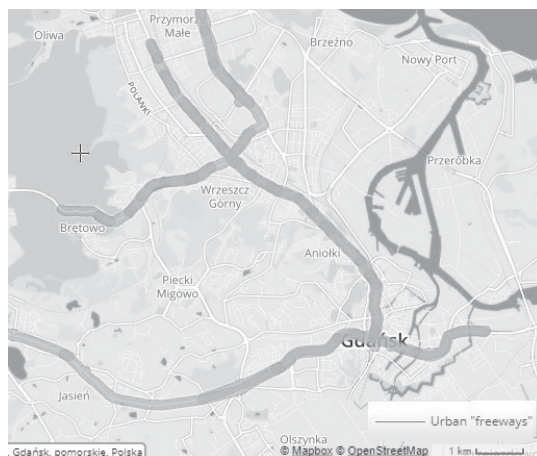 Oliwa
Przymorz
Małe
Brzeźno
Nowy Port
POLANKI
Przeróbka
Wrzeszcz
Górny
Brętowo
Aniołki
Piecki
Migowo
Gdańsk
Jasień
Urban "freeways"
Olszynka
, Gdańsk, pomorskie, Polska
© Mapbox © OpenStreetMap
1 km